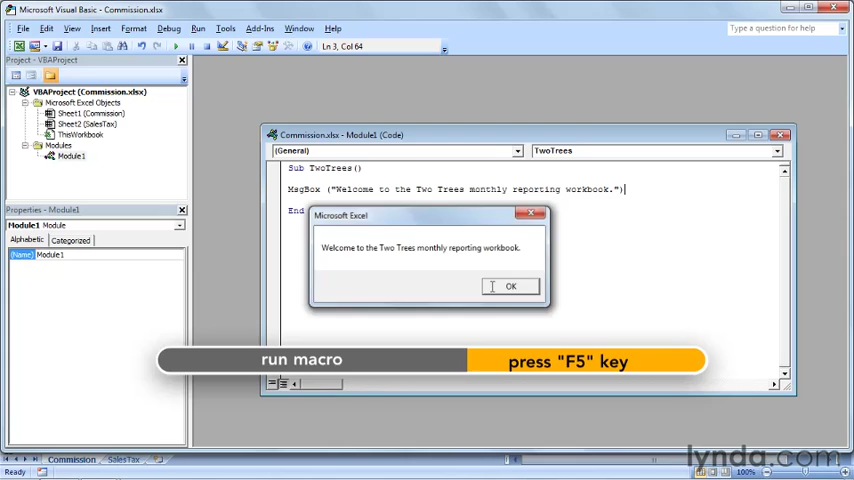 Microsoft Visual Basic
File Edit View Insert Format Debug Run Tools Add-Ins Window Help
Type a question for help
Ln 3, Col 64
Project - VBAProject
VBAProject (Commission.xlsx)
Microsoft Excel Objects
Sheet1 (Commission)
Sheet2 (SalesTax)
ThisWorkbook
Modules
Module1
Properties - Module1
Module1 Module
Alphabetic Categorized
(Name) Module1
Commission.xlsx - Module1 (Code)
(General) TwoTrees
Sub TwoTrees()
MsgBox ("Welcome to the Two Trees monthly reporting workbook.")
End
Microsoft Excel
Welcome to the Two Trees monthly reporting workbook.
OK
run macro press "F5" key
Commission SalesTax
Ready 100%
lynda.com